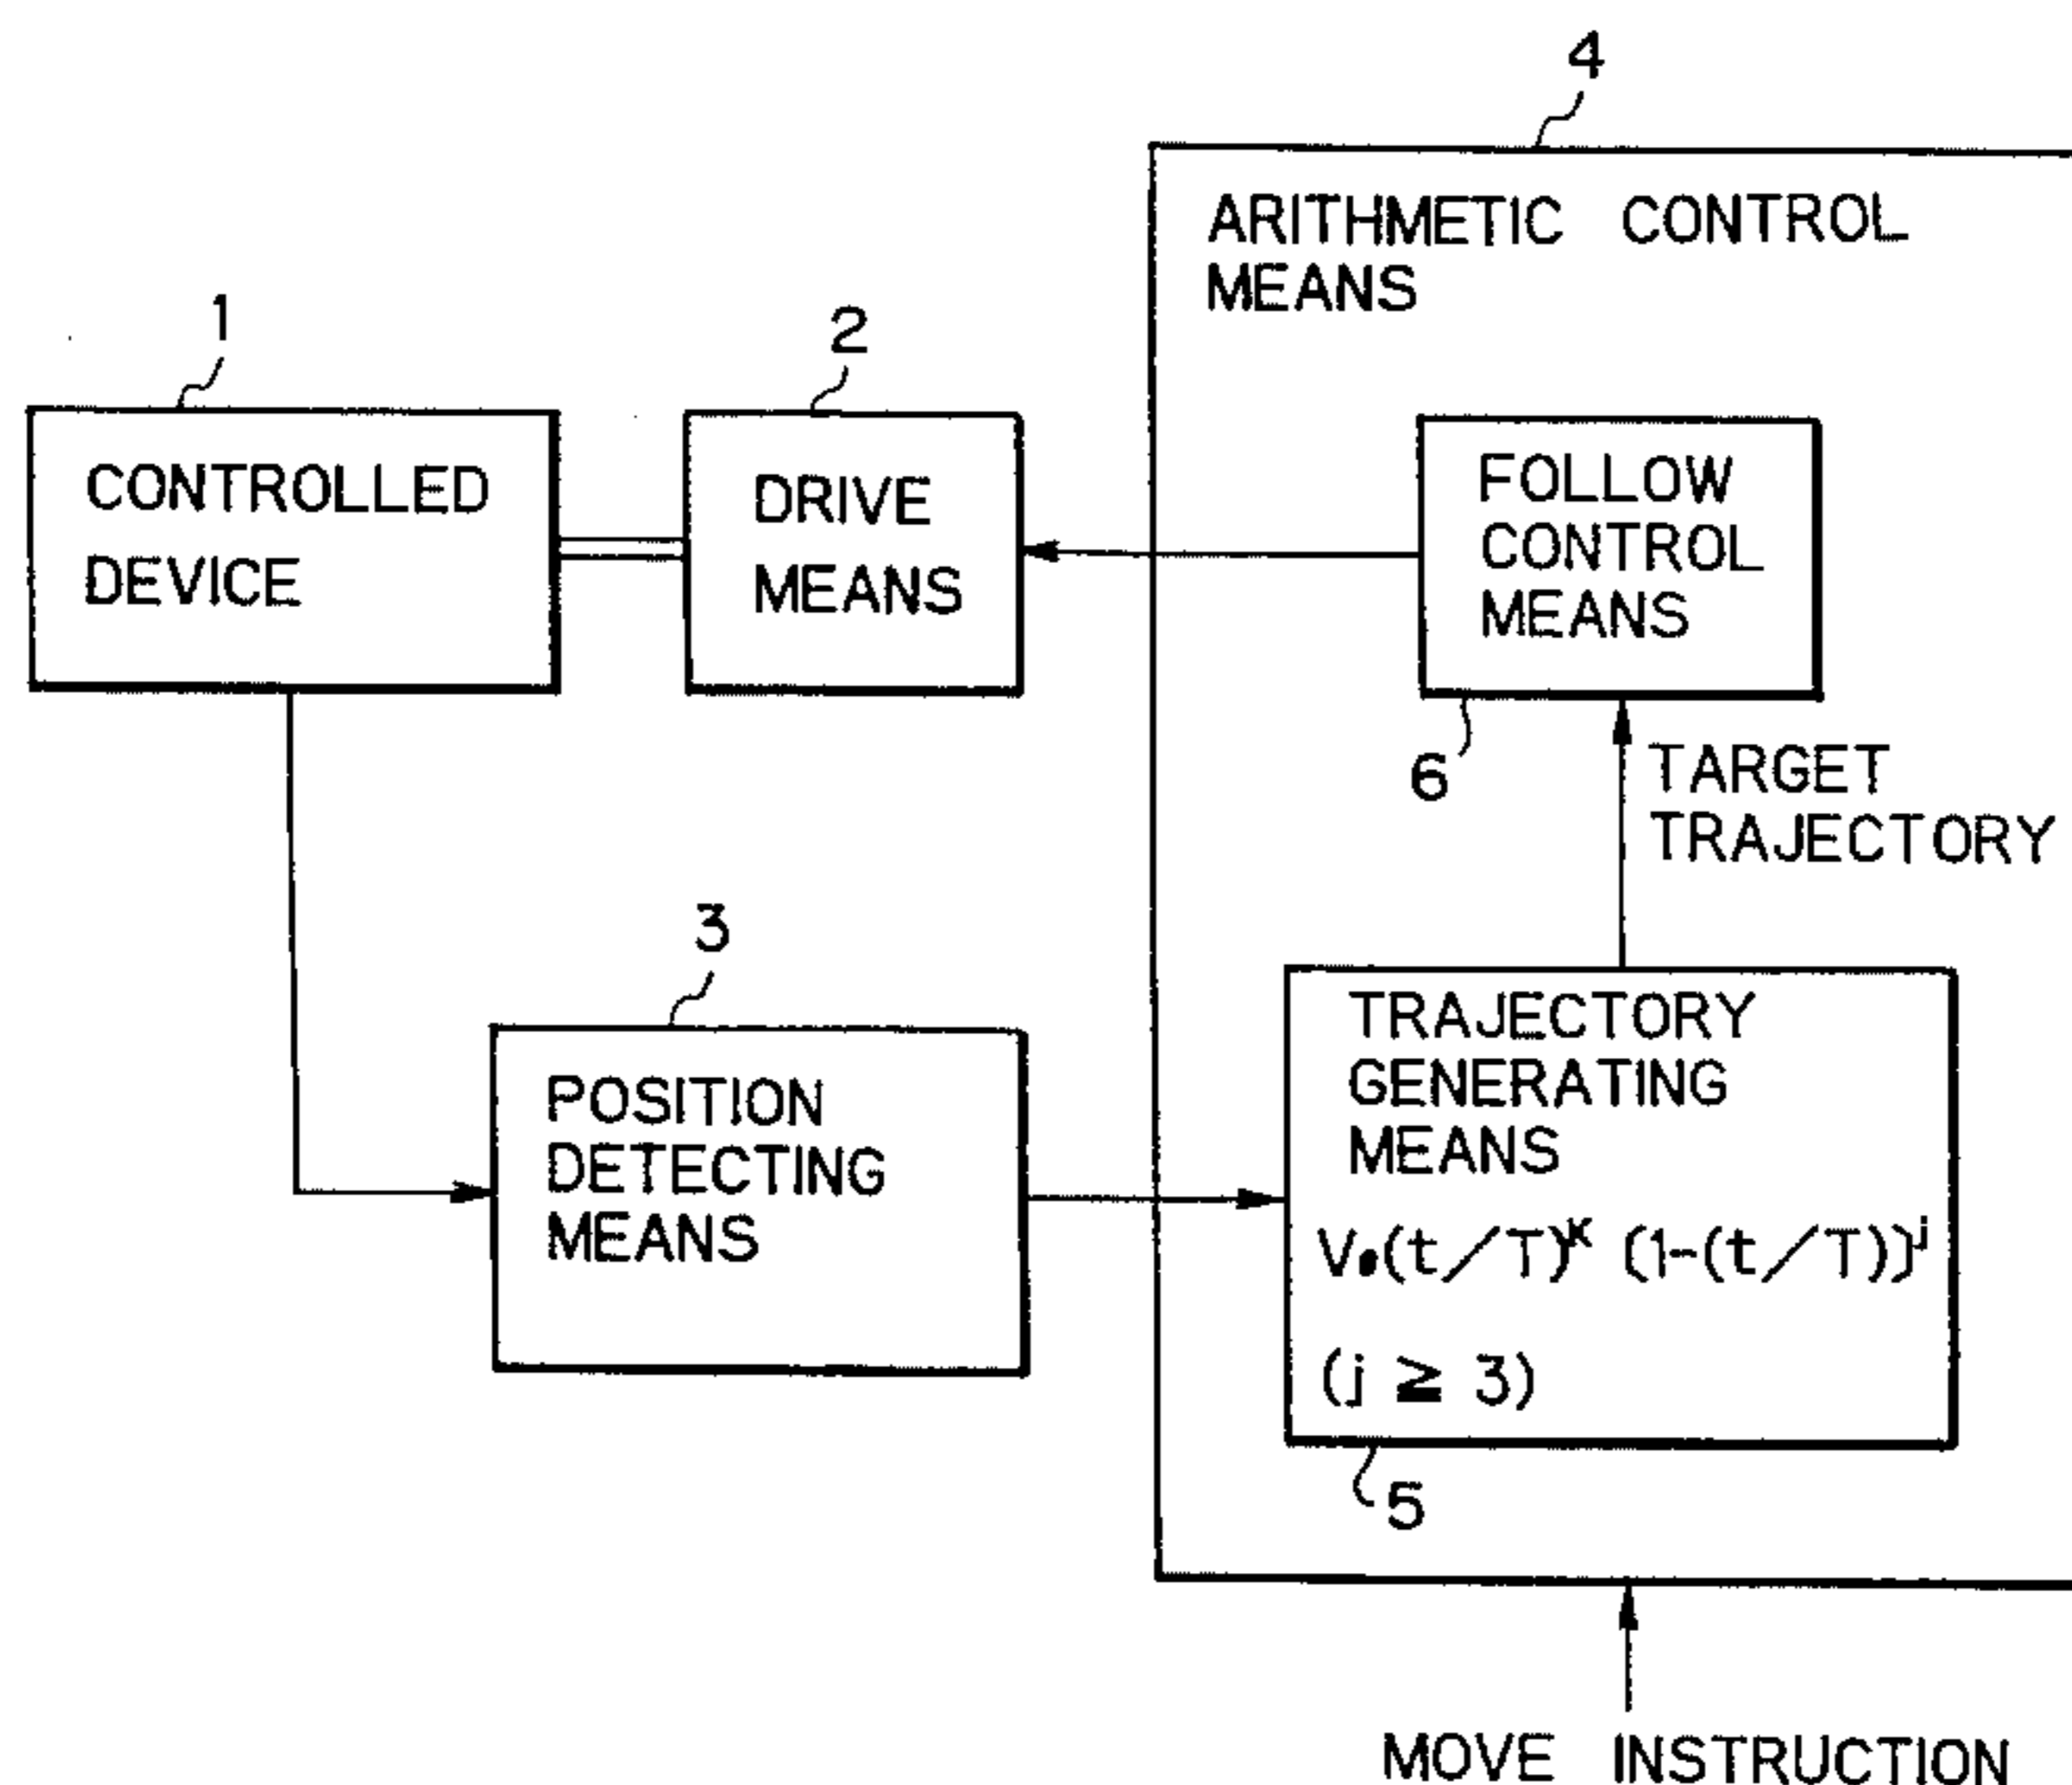 4
ARITHMETIC CONTROL
MEANS
1
2
CONTROLLED
DEVICE
DRIVE
MEANS
FOLLOW
CONTROL
MEANS
6
TARGET
TRAJECTORY
3
POSITION
DETECTING
MEANS
TRAJECTORY
GENERATING
MEANS
V₀(t/T)ᴷ (1-(t/T))ʲ
(j ≧ 3)
5
MOVE INSTRUCTION